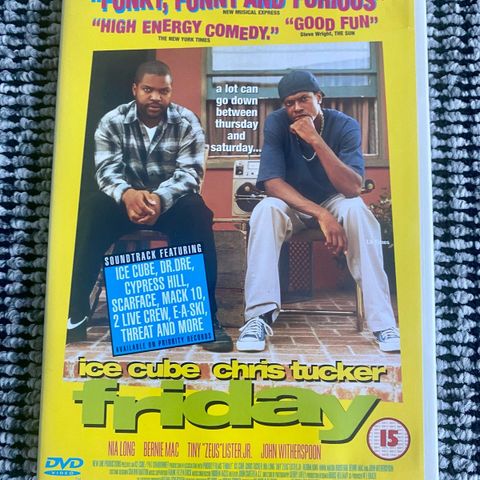 "FUNKY, FUNNY AND FURIOUS"
NEW MUSICAL EXPRESS
"HIGH ENERGY COMEDY."
THE NEW YORK TIMES
"GOOD FUN"
Steve Wright, THE SUN
a lot can
go down
between
thursday
and
saturday...
SOUNDTRACK FEATURING
ICE CUBE, DR. DRE,
CYPRESS HILL,
SCARFACE, MACK 10,
2 LIVE CREW, E-A-SKI,
THREAT AND MORE
AVAILABLE ON PRIORITY RECORDS
ice cube chris tucker
friday
NIA LONG BERNIE MAC TINY "ZEUS" LISTER, JR. JOHN WITHERSPOON
15
DVD
VIDEO